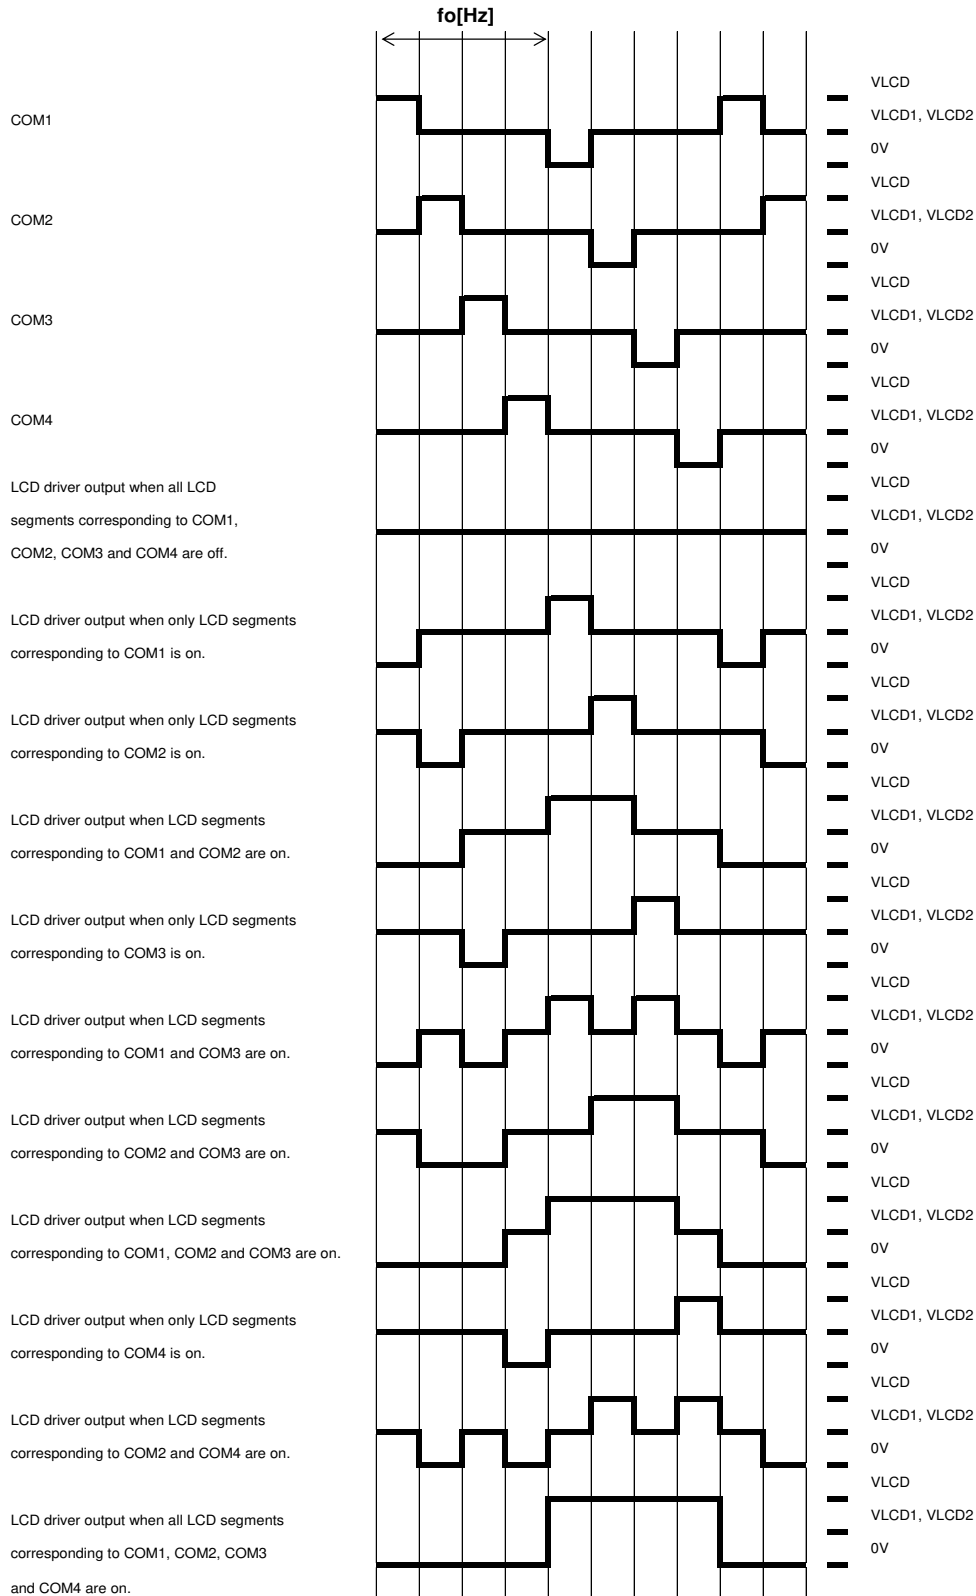 fo[Hz]
VLCD
COM1
VLCD1, VLCD2
0V
VLCD
COM2
VLCD1, VLCD2
0V
VLCD
COM3
VLCD1, VLCD2
0V
VLCD
COM4
VLCD1, VLCD2
0V
LCD driver output when all LCD
segments corresponding to COM1,
COM2, COM3 and COM4 are off.
VLCD
VLCD1, VLCD2
0V
LCD driver output when only LCD segments
corresponding to COM1 is on.
VLCD
VLCD1, VLCD2
0V
LCD driver output when only LCD segments
corresponding to COM2 is on.
VLCD
VLCD1, VLCD2
0V
LCD driver output when LCD segments
corresponding to COM1 and COM2 are on.
VLCD
VLCD1, VLCD2
0V
LCD driver output when only LCD segments
corresponding to COM3 is on.
VLCD
VLCD1, VLCD2
0V
LCD driver output when LCD segments
corresponding to COM1 and COM3 are on.
VLCD
VLCD1, VLCD2
0V
LCD driver output when LCD segments
corresponding to COM2 and COM3 are on.
VLCD
VLCD1, VLCD2
0V
LCD driver output when LCD segments
corresponding to COM1, COM2 and COM3 are on.
VLCD
VLCD1, VLCD2
0V
LCD driver output when only LCD segments
corresponding to COM4 is on.
VLCD
VLCD1, VLCD2
0V
LCD driver output when LCD segments
corresponding to COM2 and COM4 are on.
VLCD
VLCD1, VLCD2
0V
LCD driver output when all LCD segments
corresponding to COM1, COM2, COM3
and COM4 are on.
VLCD
VLCD1, VLCD2
0V